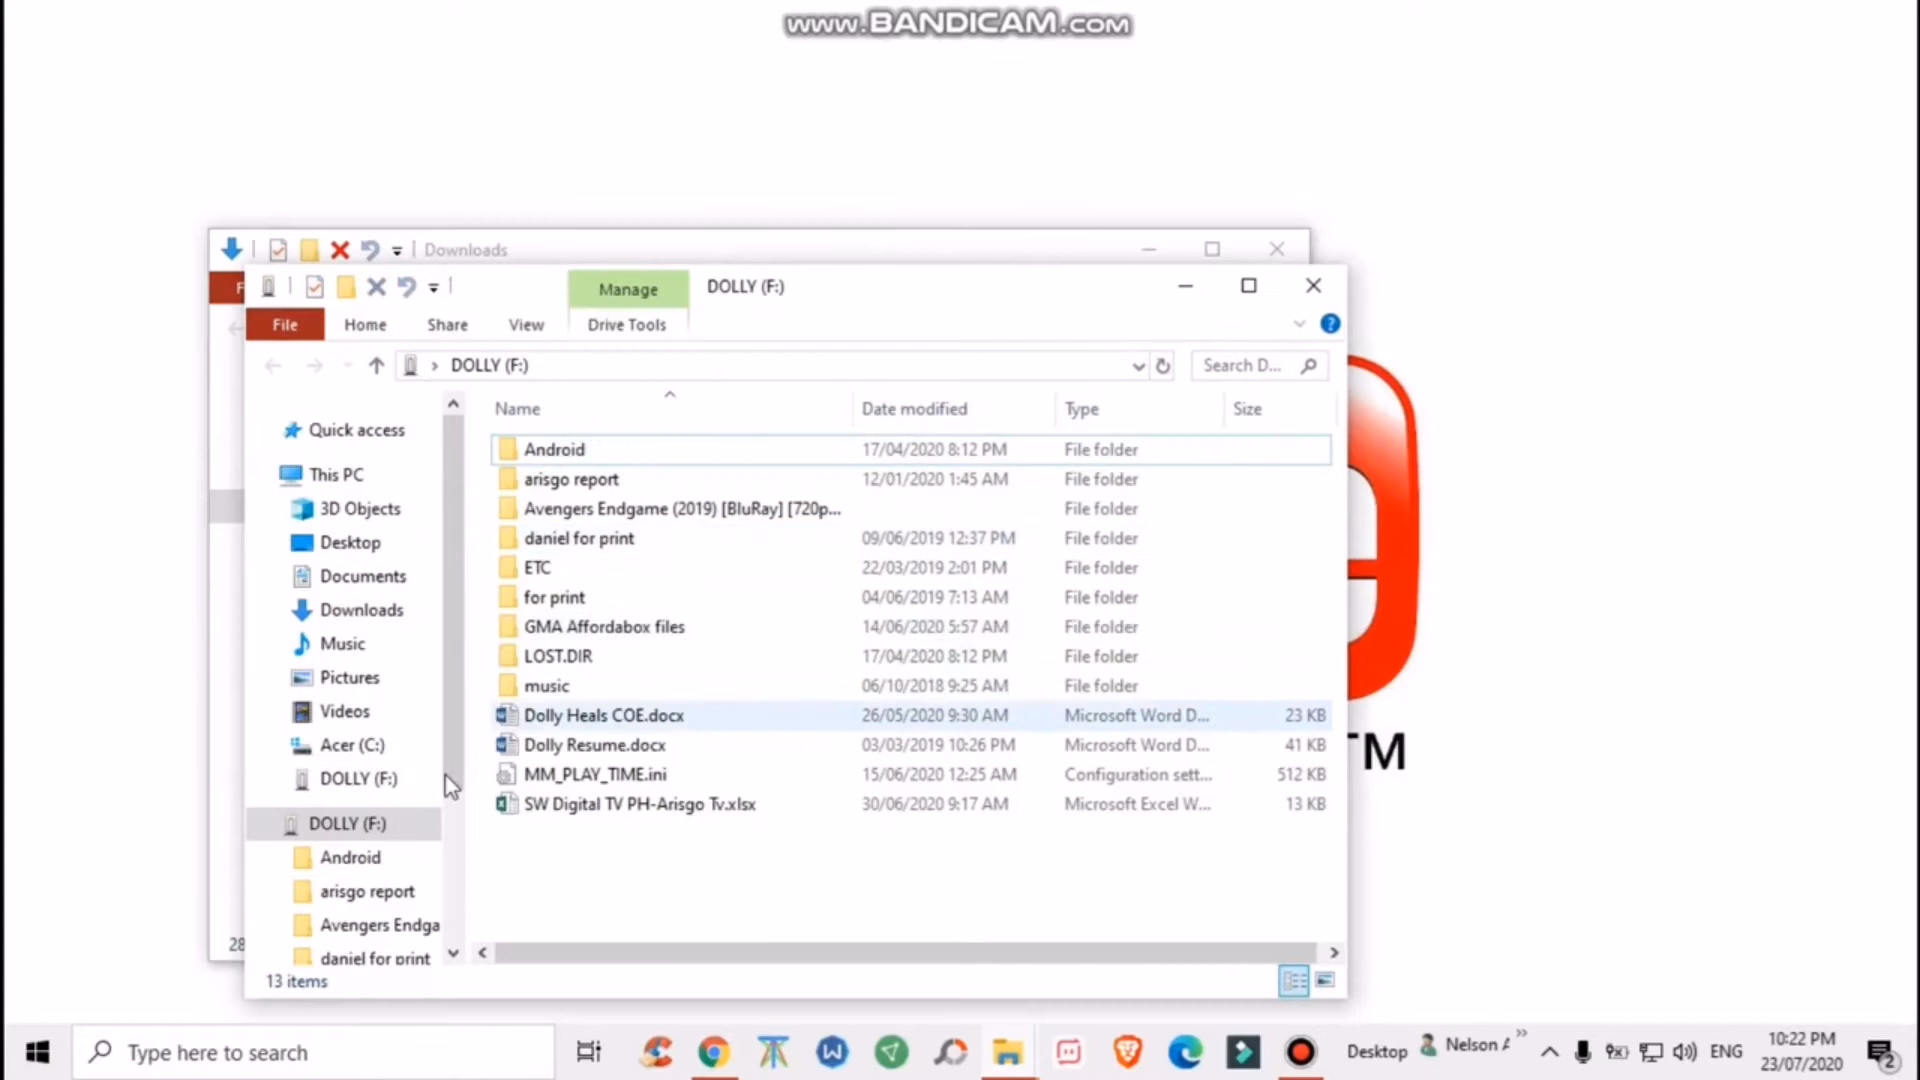 www.BANDICAM.com
Downloads
Manage
DOLLY (F:)
File
Home
Share
View
Drive Tools
DOLLY (F:)
Search D...
Name
Date modified
Type
Size
Quick access
This PC
3D Objects
Desktop
Documents
Downloads
Music
Pictures
Videos
Acer (C:)
DOLLY (F:)
DOLLY (F:)
Android
arisgo report
Avengers Endga
daniel for print
Android 17/04/2020 8:12 PM File folder
arisgo report 12/01/2020 1:45 AM File folder
Avengers Endgame (2019) [BluRay] [720p... File folder
daniel for print 09/06/2019 12:37 PM File folder
ETC 22/03/2019 2:01 PM File folder
for print 04/06/2019 7:13 AM File folder
GMA Affordabox files 14/06/2020 5:57 AM File folder
LOST.DIR 17/04/2020 8:12 PM File folder
music 06/10/2018 9:25 AM File folder
Dolly Heals COE.docx 26/05/2020 9:30 AM Microsoft Word D... 23 KB
Dolly Resume.docx 03/03/2019 10:26 PM Microsoft Word D... 41 KB
MM_PLAY_TIME.ini 15/06/2020 12:25 AM Configuration sett... 512 KB
SW Digital TV PH-Arisgo Tv.xlsx 30/06/2020 9:17 AM Microsoft Excel W... 13 KB
28
13 items
TM
Type here to search
Desktop
Nelson A
ENG
10:22 PM
23/07/2020
2